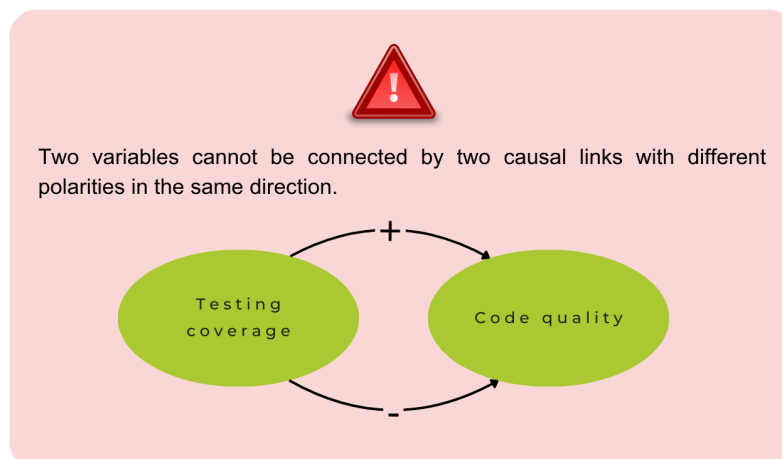 !
Two variables cannot be connected by two causal links with different
polarities in the same direction.
+
Testing
coverage
Code quality
-